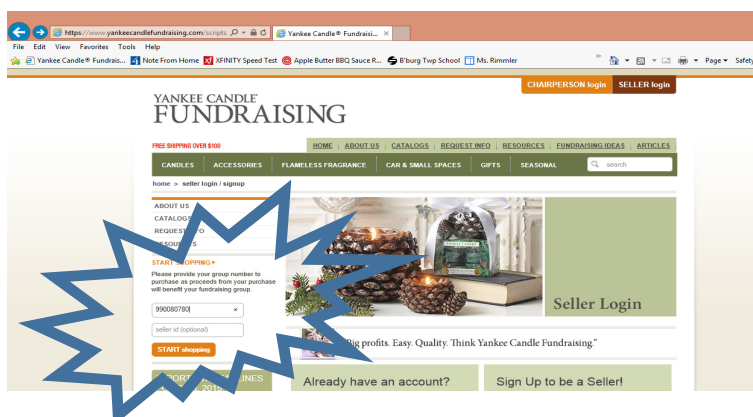 https://www.yankeecandlefundraising.com/scripts
Yankee Candle® Fundraisi...
File Edit View Favorites Tools Help
Yankee Candle® Fundrais... Note From Home XFINITY Speed Test Apple Butter BBQ Sauce R... B'burg Twp School Ms. Rimmler Page Safety
CHAIRPERSON login SELLER login
YANKEE CANDLE®
FUNDRAISING
FREE SHIPPING OVER $100 HOME ABOUT US CATALOGS REQUEST INFO RESOURCES FUNDRAISING IDEAS ARTICLES
CANDLES ACCESSORIES FLAMELESS FRAGRANCE CAR & SMALL SPACES GIFTS SEASONAL search
home > seller login / signup
ABOUT US
CATALOGS
REQUEST
START SHOPPING
Please provide your group number to
purchase as proceeds from your purchase
will benefit your fundraising group.
990080780 ×
seller id (optional)
START shopping
YANKEE CANDLE
Seller Login
Big profits. Easy. Quality. Think Yankee Candle Fundraising."
Already have an account? Sign Up to be a Seller!